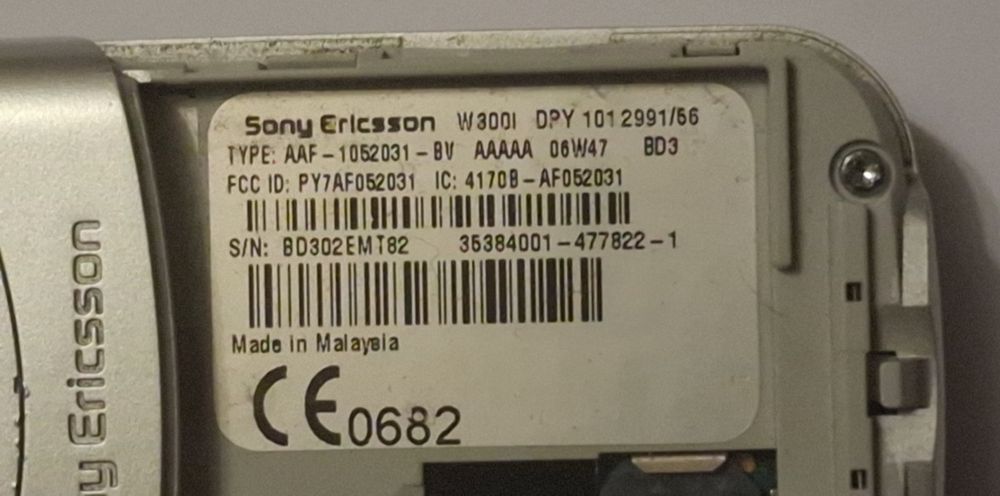 Sony Ericsson W300I DPY 101 2991/56
TYPE: AAF-1052031-BV AAAAA 06W47 BD3
FCC ID: PY7AF052031 IC: 4170B-AF052031
S/N: BD302EMT82 35384001-477822-1
Made in Malaysia
CE0682
y Ericsson